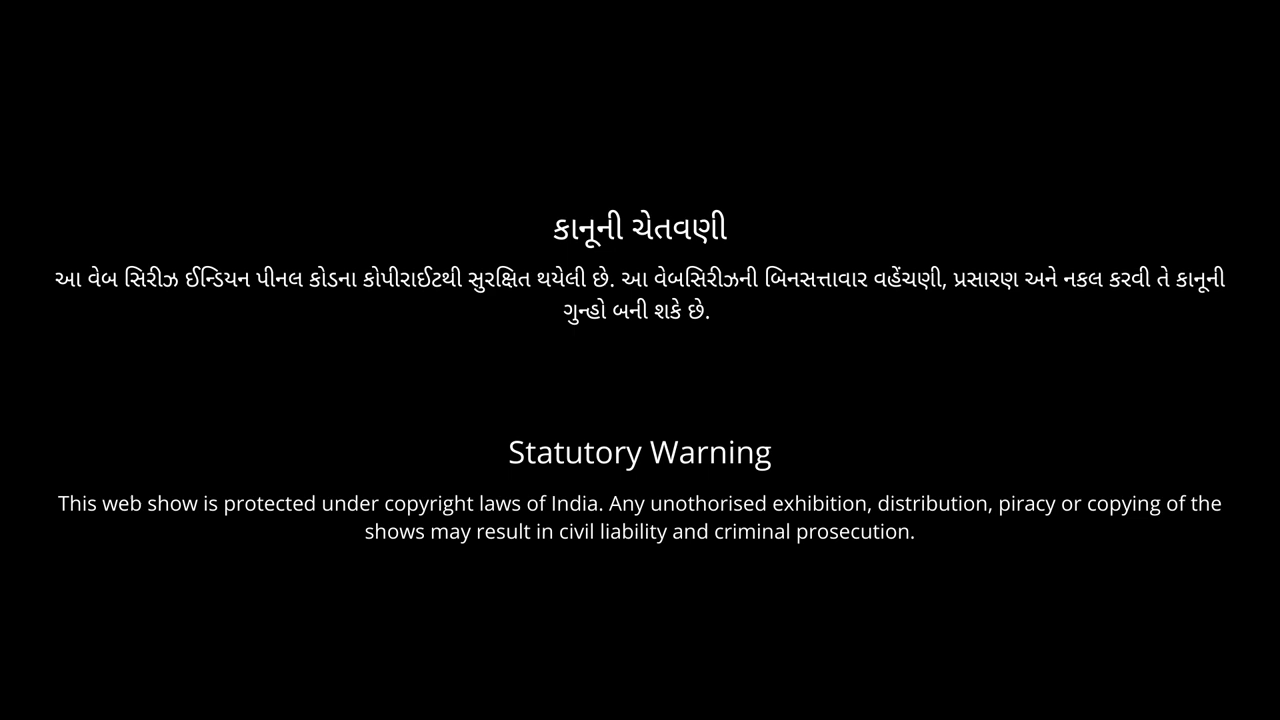 કાનૂની ચેતવણી
આ વેબ સિરીઝ ઈન્ડિયન પીનલ કોડના કોપીરાઈટથી સુરક્ષિત થયેલી છે. આ વેબસિરીઝની બિનસત્તાવાર વહેંચણી, પ્રસારણ અને નકલ કરવી તે કાનૂની
ગુન્હો બની શકે છે.
Statutory Warning
This web show is protected under copyright laws of India. Any unothorised exhibition, distribution, piracy or copying of the
shows may result in civil liability and criminal prosecution.